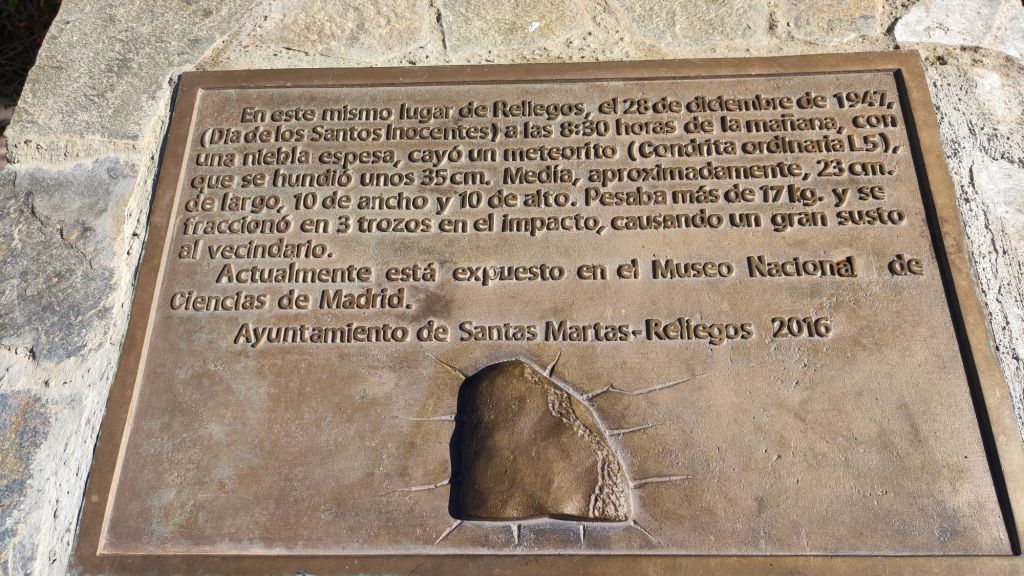 En este mismo lugar de Reliegos, el 28 de diciembre de 1947,
(Día de los Santos Inocentes) a las 8:30 horas de la mañana, con
una niebla espesa, cayó un meteorito (Condrita ordinaria L5),
que se hundió unos 35 cm. Medía, aproximadamente, 23 cm.
de largo, 10 de ancho y 10 de alto. Pesaba más de 17 kg. y se
fraccionó en 3 trozos en el impacto, causando un gran susto
al vecindario.
Actualmente está expuesto en el Museo Nacional de
Ciencias de Madrid.
Ayuntamiento de Santas Martas-Reliegos 2016